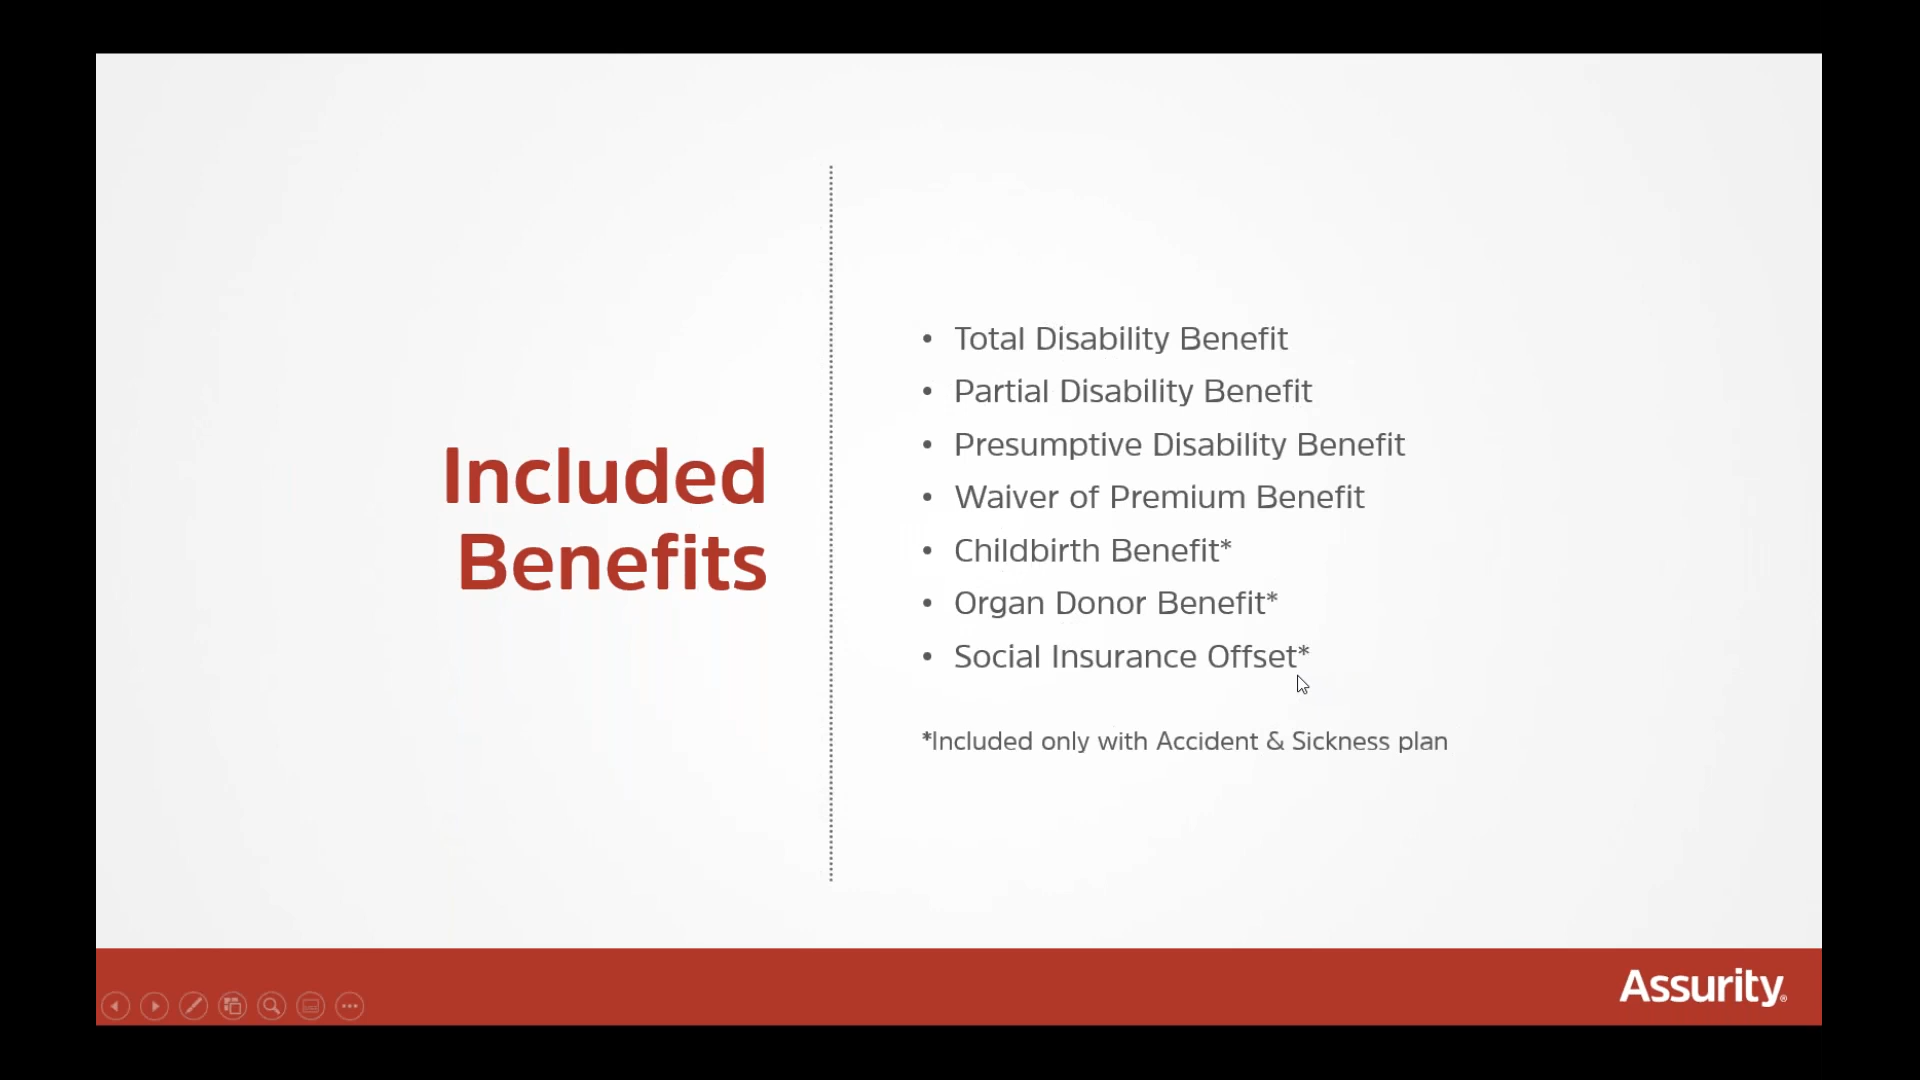 Included
Benefits
• Total Disability Benefit
• Partial Disability Benefit
• Presumptive Disability Benefit
• Waiver of Premium Benefit
• Childbirth Benefit*
• Organ Donor Benefit*
• Social Insurance Offset*
*Included only with Accident & Sickness plan
Assurity®